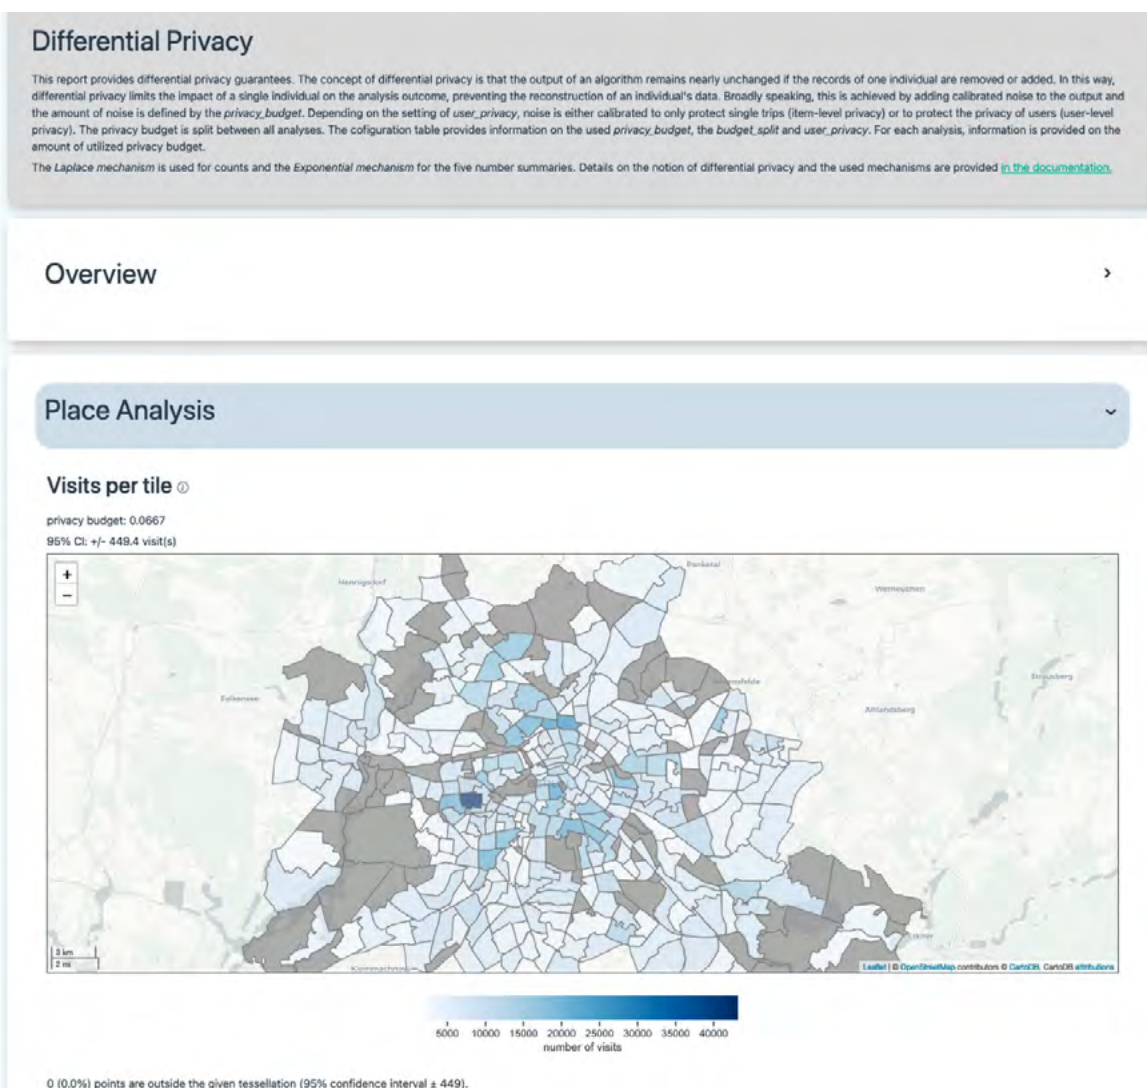 Differential Privacy
This report provides differential privacy guarantees. The concept of differential privacy is that the output of an algorithm remains nearly unchanged if the records of one individual are removed or added. In this way,
differential privacy limits the impact of a single individual on the analysis outcome, preventing the reconstruction of an individual's data. Broadly speaking, this is achieved by adding calibrated noise to the output and
the amount of noise is defined by the privacy_budget. Depending on the setting of user_privacy, noise is either calibrated to only protect single trips (item-level privacy) or to protect the privacy of users (user-level
privacy). The privacy budget is split between all analyses. The cofiguration table provides information on the used privacy_budget, the budget_split and user_privacy. For each analysis, information is provided on the
amount of utilized privacy budget.
The Laplace mechanism is used for counts and the Exponential mechanism for the five number summaries. Details on the notion of differential privacy and the used mechanisms are provided in the documentation.
Overview
Place Analysis
Visits per tile
privacy budget: 0.0667
95% CI: +/- 449.4 visit(s)
+
−
Hennigsdorf
Panketal
Werneuchen
Falkensee
Strausberg
Altlandsberg
Erkner
Kleinmachnow
3 km
2 mi
Leaflet | © OpenStreetMap contributors © CartoDB, CartoDB attributions
5000 10000 15000 20000 25000 30000 35000 40000
number of visits
0 (0.0%) points are outside the given tessellation (95% confidence interval ± 449).